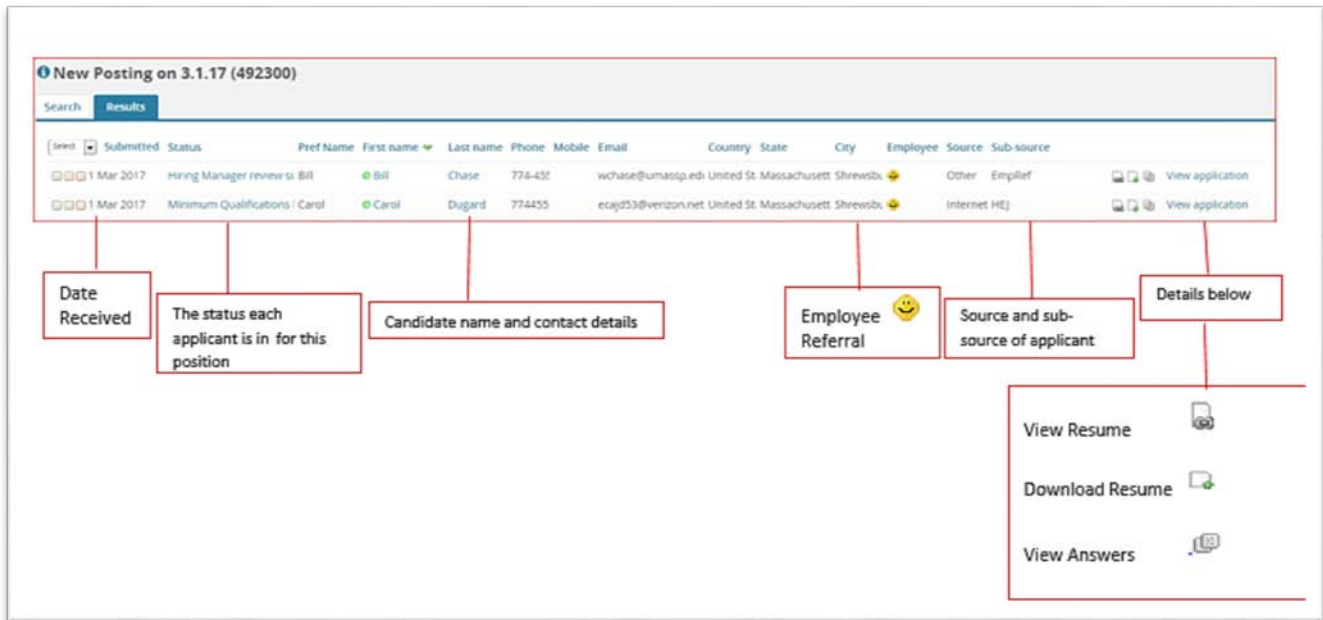 New Posting on 3.1.17 (492300)
Search Results
Select Submitted Status Pref Name First name Last name Phone Mobile Email Country State City Employee Source Sub-source
1 Mar 2017 Hiring Manager review Bill Bill Chase 774-45 wchase@umassp.ed United St Massachusett Shrewsb Other EmpRef View application
1 Mar 2017 Minimum Qualifications Carol Carol Dugard 774455 ecajd53@verizon.net United St Massachusett Shrewsb Internet HEJ View application
Date
Received
The status each
applicant is in for this
position
Candidate name and contact details
Employee
Referral
Source and sub-
source of applicant
Details below
View Resume
Download Resume
View Answers